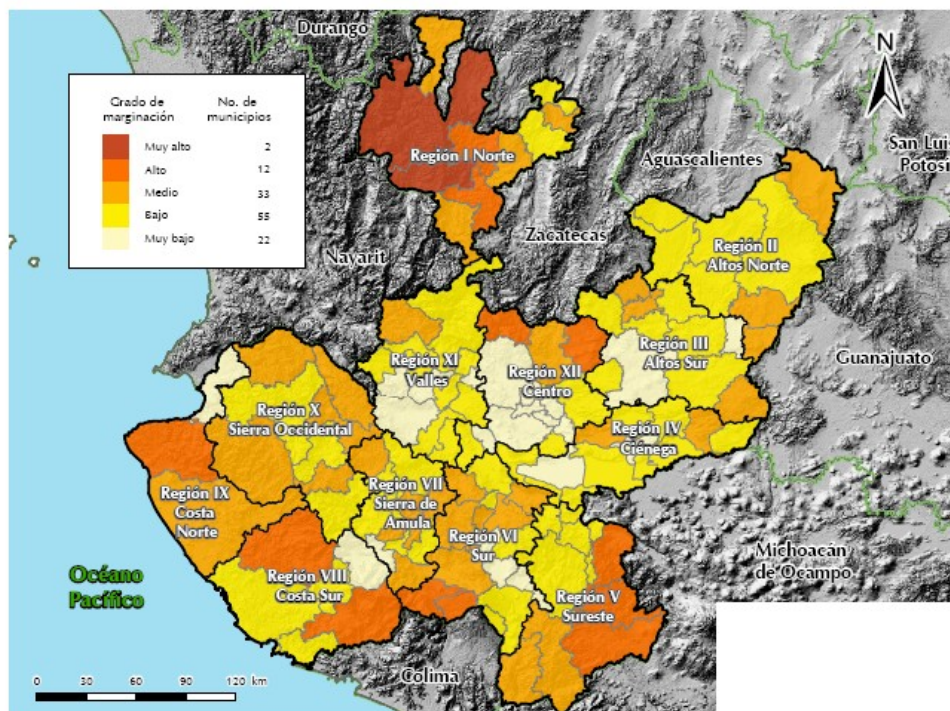 Durango
N
Grado de
marginación
No. de
municipios
Muy alto 2
Alto 12
Medio 33
Bajo 55
Muy bajo 22
Región I Norte
Aguascalientes
San Luis
Potosí
Nayarit
Zacatecas
Región II
Altos Norte
Región III
Altos Sur
Guanajuato
Región XI
Valles
Región XII
Centro
Región X
Sierra Occidental
Región IV
Ciénega
Región IX
Costa
Norte
Región VII
Sierra de
Amula
Región VI
Sur
Michoacán
de Ocampo
Océano
Pacífico
Región VIII
Costa Sur
Región V
Sureste
Colima
0 30 60 90 120 km